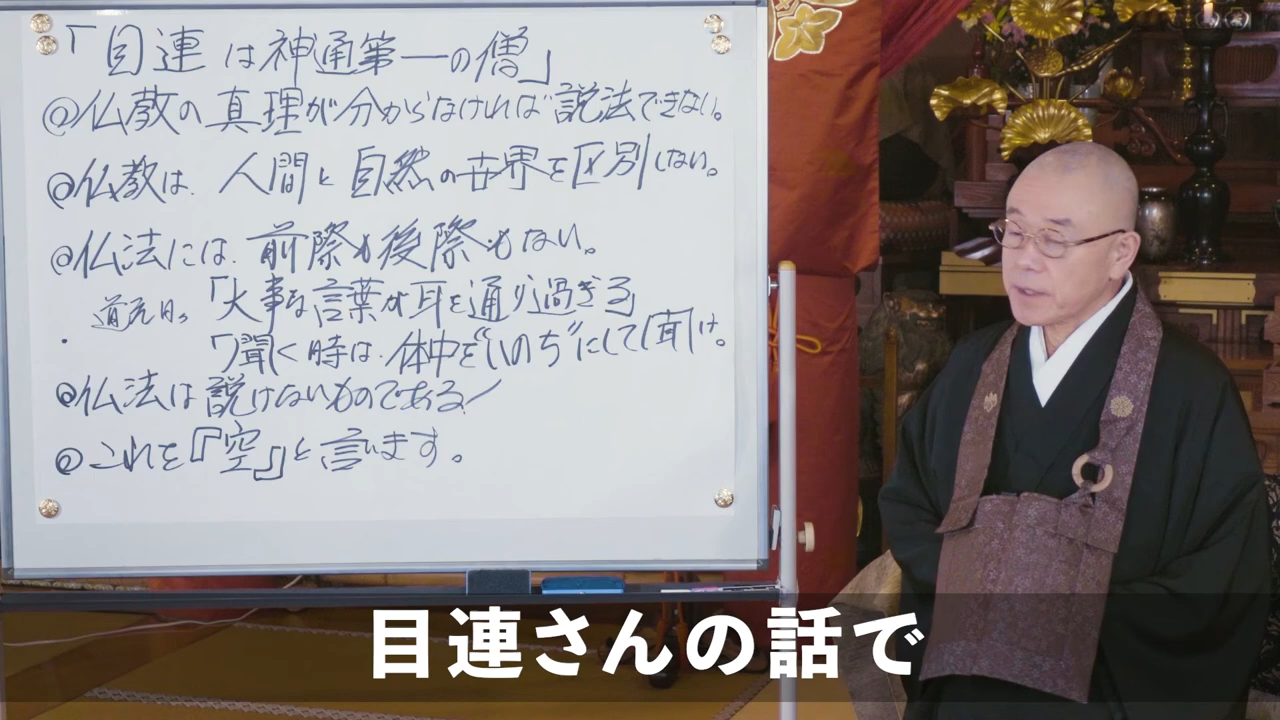 「目連は神通第一の僧」
@仏教の真理が分からなければ説法できない。
@仏教は、人間と自然の世界を区別しない。
@仏法には、前際も後際もない。
道元曰く「大事な言葉が耳を通り過ぎる」
・「聞く時は、体中を“いのち”にして聞け。
@仏法は説けないものである!
@これを『空』と言います。
目連さんの話で